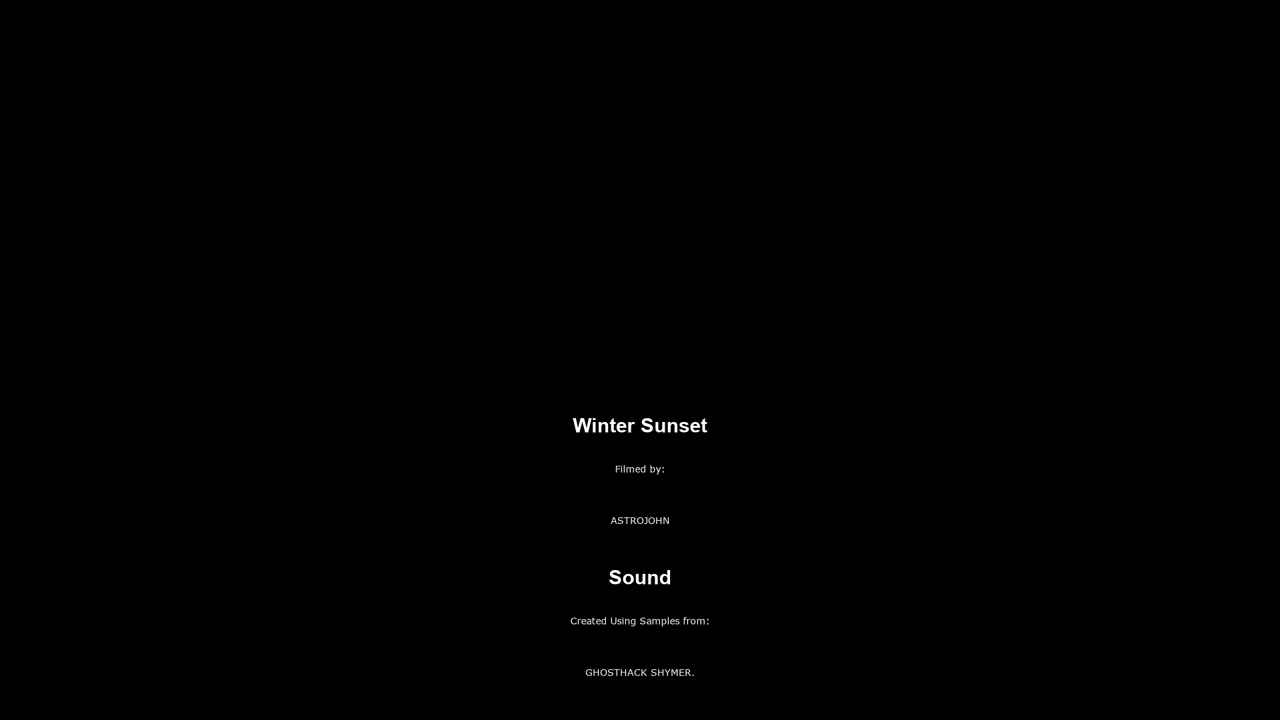 Winter Sunset
Filmed by:
ASTROJOHN
Sound
Created Using Samples from:
GHOSTHACK SHYMER.